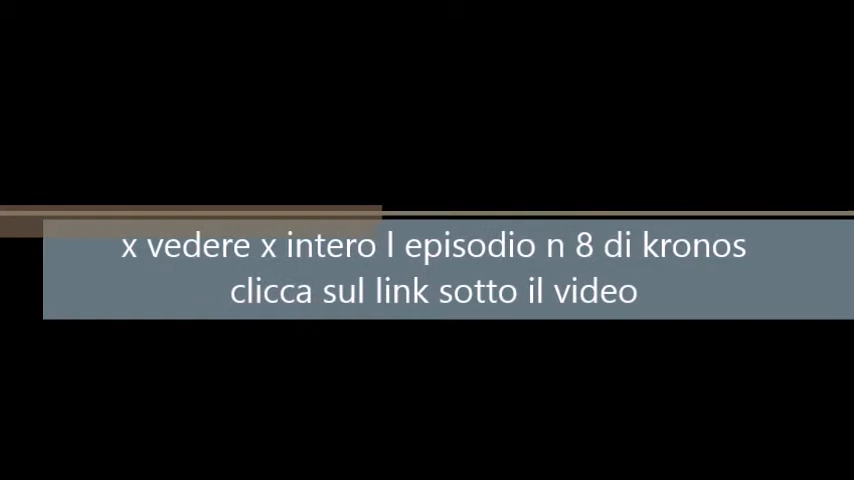 x vedere x intero l episodio n 8 di kronos
clicca sul link sotto il video